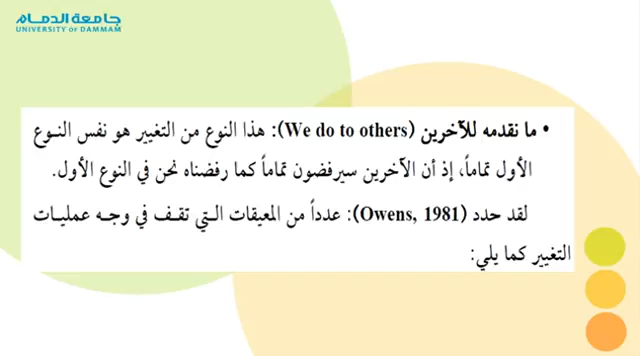 جامعة الدمام
UNIVERSITY OF DAMMAM
• ما نقدمه للآخرين (We do to others): هذا النوع من التغيير هو نفس النوع
الأول تماماً، إذ أن الآخرين سيرفضون تماماً كما رفضناه نحن في النوع الأول.
لقد حدد (Owens, 1981): عدداً من المعيقات التي تقف في وجه عمليات
التغيير كما يلي: